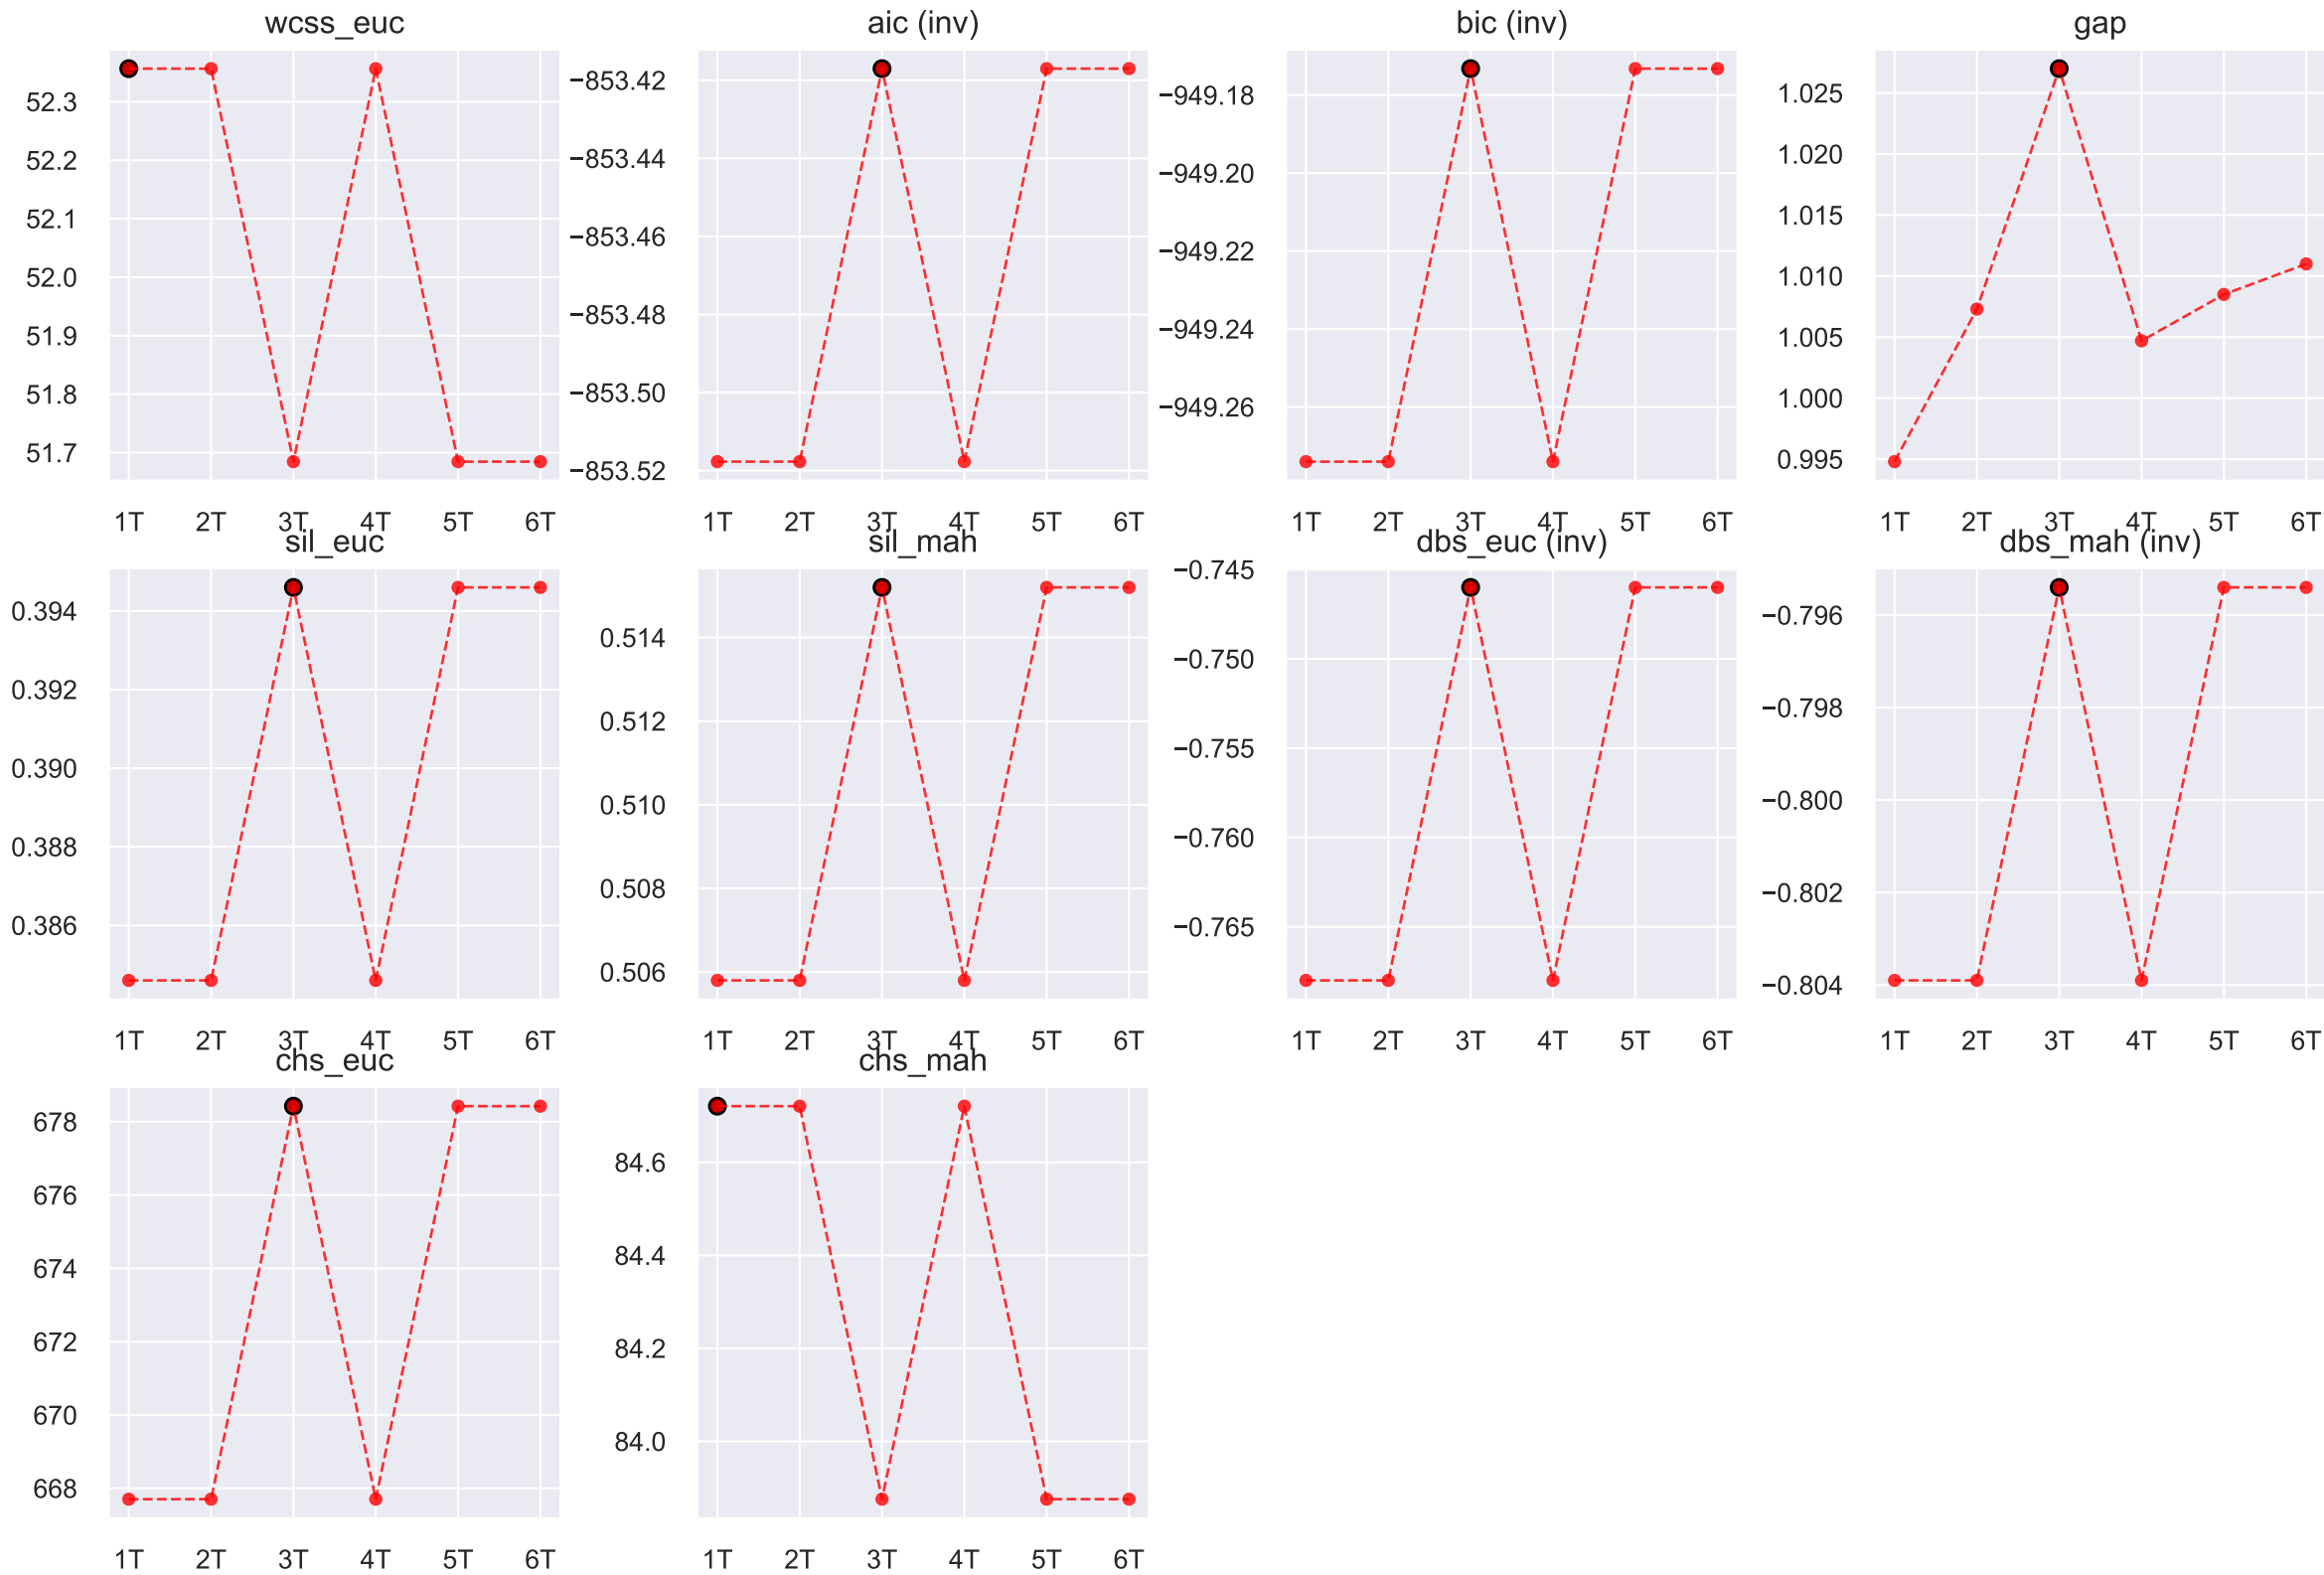 wcss_euc
aic (inv)
bic (inv)
gap
52.3
52.2
52.1
52.0
51.9
51.8
51.7
1T 2T 3T 4T 5T 6T
−853.42
−853.44
−853.46
−853.48
−853.50
−853.52
1T 2T 3T 4T 5T 6T
−949.18
−949.20
−949.22
−949.24
−949.26
1T 2T 3T 4T 5T 6T
1.025
1.020
1.015
1.010
1.005
1.000
0.995
1T 2T 3T 4T 5T 6T
sil_euc
sil_mah
dbs_euc (inv)
dbs_mah (inv)
0.394
0.392
0.390
0.388
0.386
1T 2T 3T 4T 5T 6T
0.514
0.512
0.510
0.508
0.506
1T 2T 3T 4T 5T 6T
−0.745
−0.750
−0.755
−0.760
−0.765
1T 2T 3T 4T 5T 6T
−0.796
−0.798
−0.800
−0.802
−0.804
1T 2T 3T 4T 5T 6T
chs_euc
chs_mah
678
676
674
672
670
668
1T 2T 3T 4T 5T 6T
84.6
84.4
84.2
84.0
1T 2T 3T 4T 5T 6T